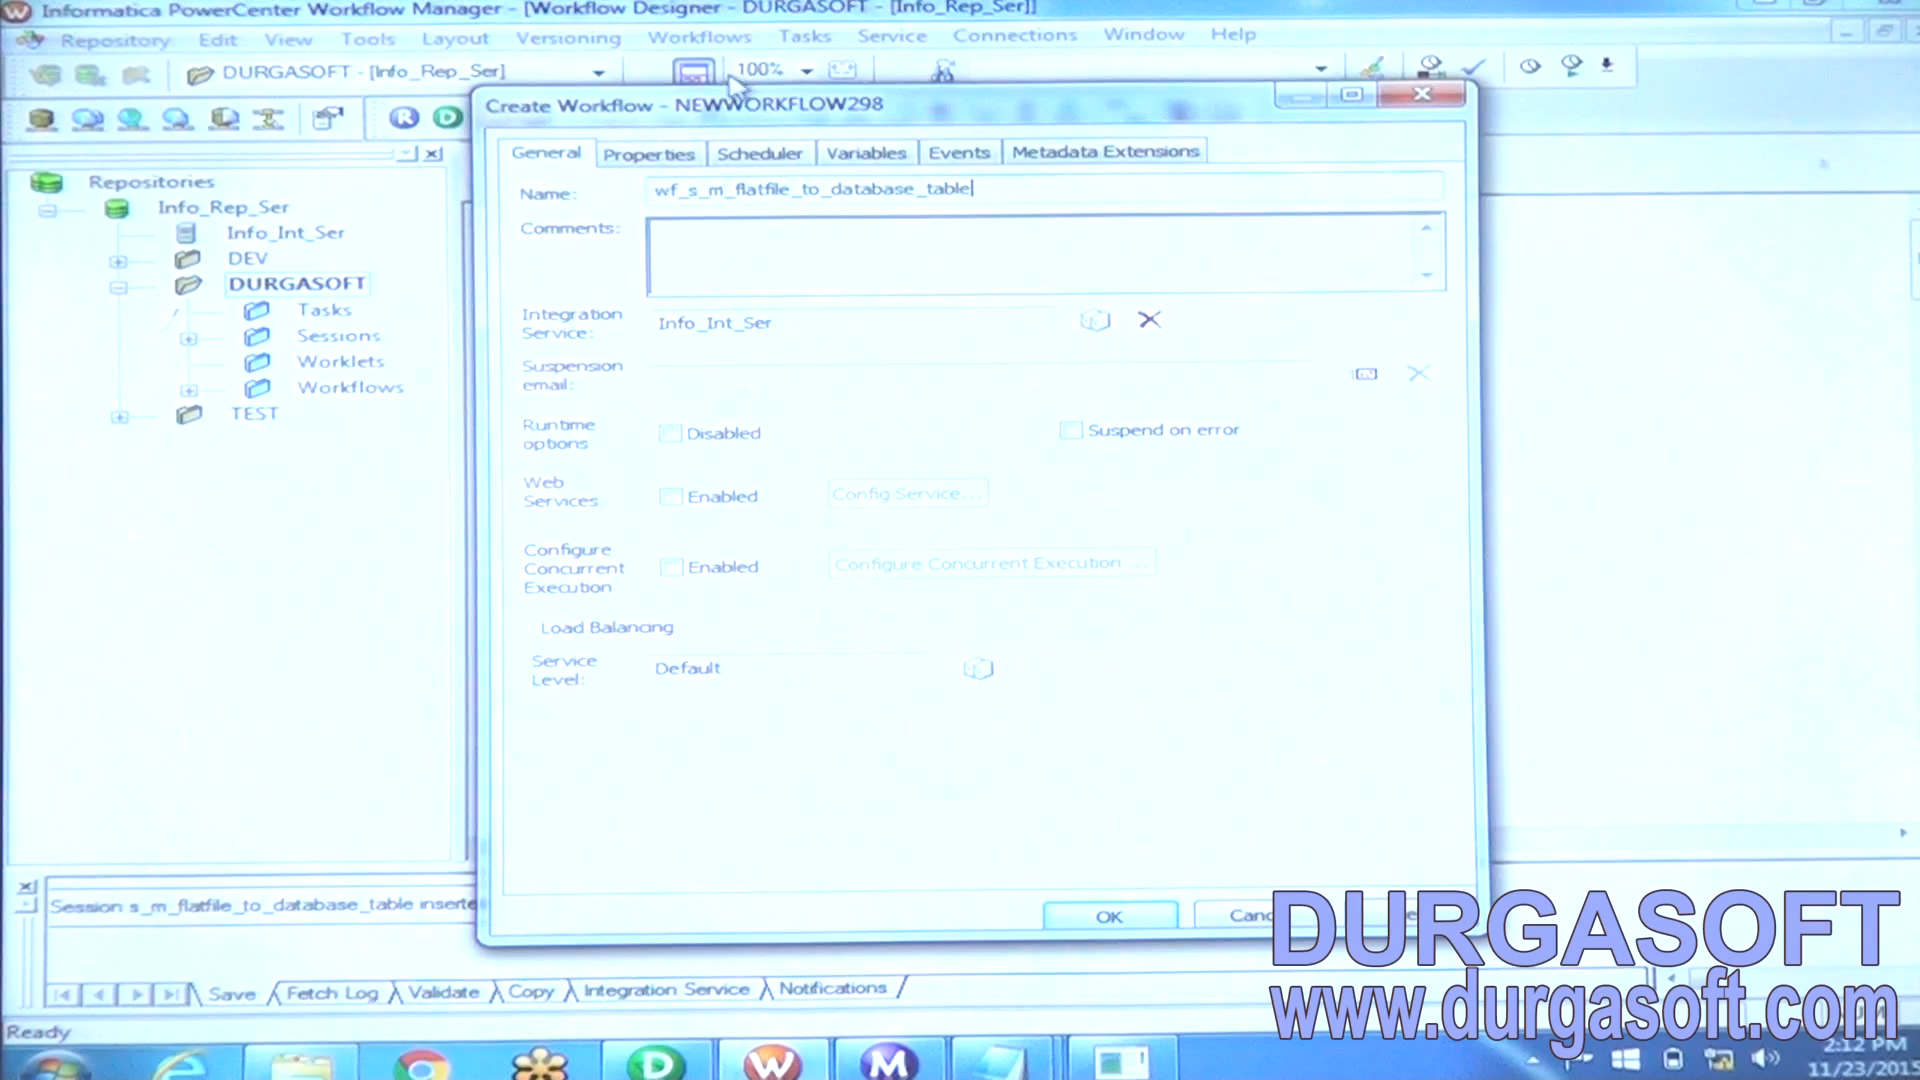 Informatica PowerCenter Workflow Manager - [Workflow Designer - DURGASOFT - [Info_Rep_Ser]]
Repository Edit View Tools Layout Versioning Workflows Tasks Service Connections Window Help
DURGASOFT - [Info_Rep_Ser] 100%
Create Workflow - NEWWORKFLOW298
R D
General Properties Scheduler Variables Events Metadata Extensions
Repositories
Info_Rep_Ser
Info_Int_Ser
DEV
DURGASOFT
Tasks
Sessions
Worklets
Workflows
TEST
Name: wf_s_m_flatfile_to_database_table
Comments:
Integration
Service: Info_Int_Ser
Suspension
email:
Runtime
options Disabled Suspend on error
Web
Services Enabled Config Service...
Configure
Concurrent
Execution Enabled Configure Concurrent Execution ...
Load Balancing
Service
Level: Default
Session s_m_flatfile_to_database_table inserte
OK
Canc
DURGASOFT
www.durgasoft.com
Save Fetch Log Validate Copy Integration Service Notifications
Ready
D W M
2:12 PM
11/23/2015